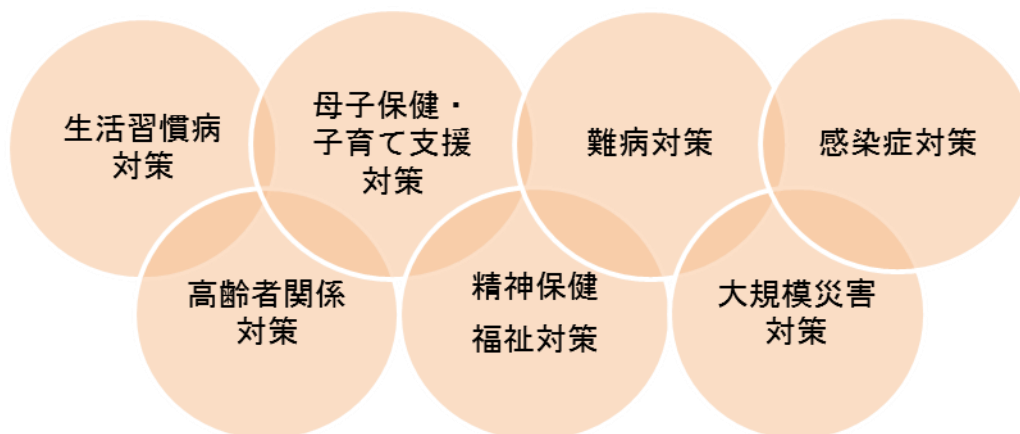 生活習慣病
対策
母子保健・
子育て支援
対策
難病対策
感染症対策
高齢者関係
対策
精神保健
福祉対策
大規模災害
対策